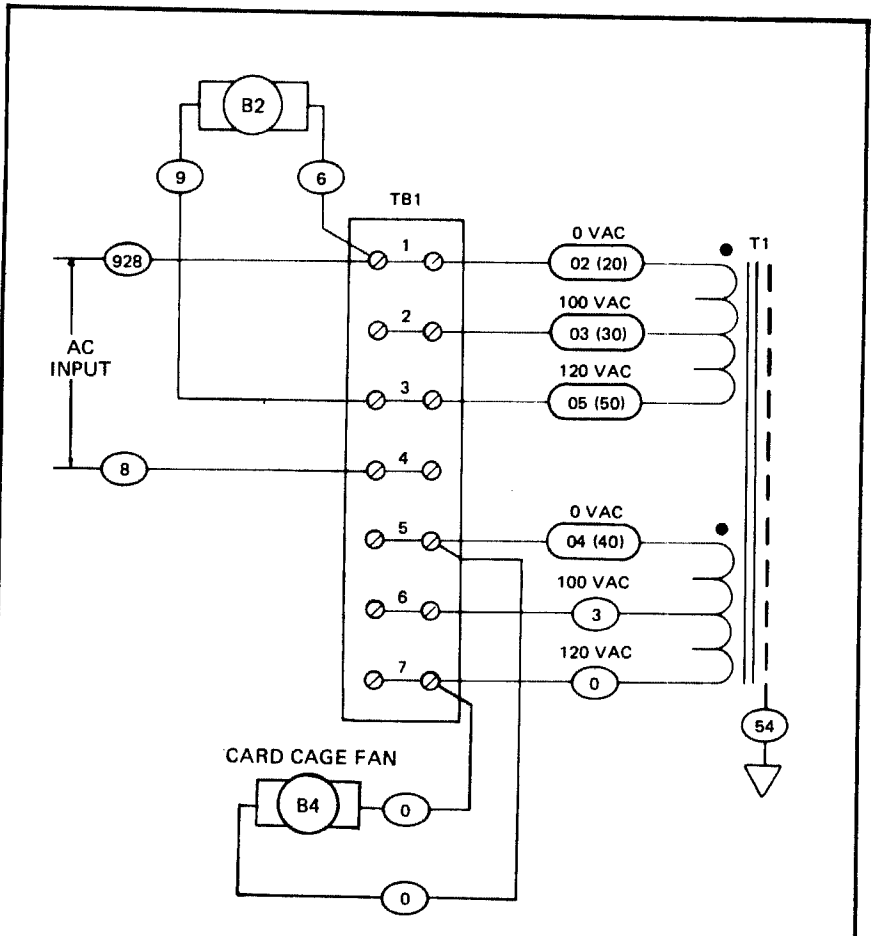 B2
9
6
TB1
928
AC
INPUT
8
1
2
3
4
5
6
7
0 VAC
02 (20)
100 VAC
03 (30)
120 VAC
05 (50)
T1
0 VAC
04 (40)
100 VAC
3
120 VAC
0
54
CARD CAGE FAN
B4
0
0